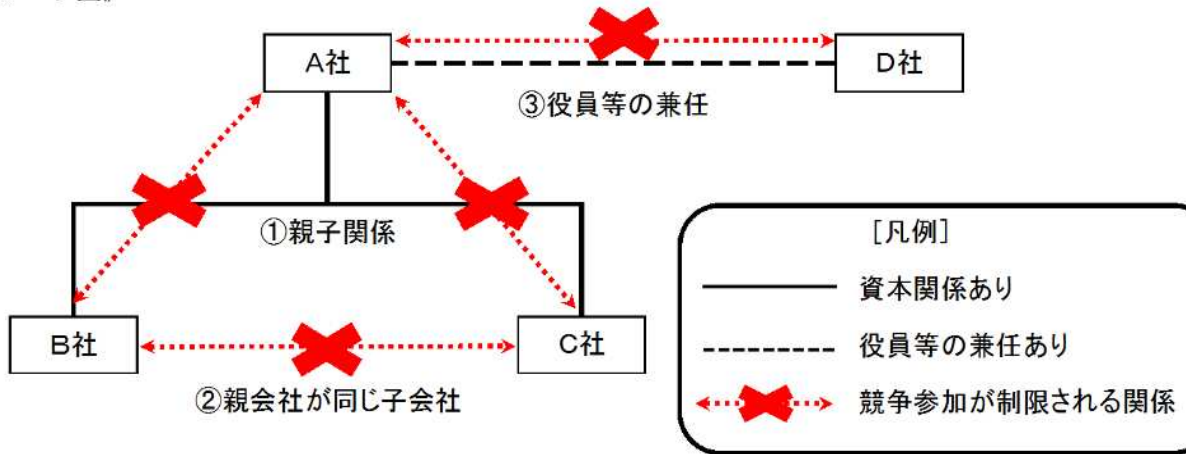 A社
D社
③役員等の兼任
①親子関係
B社
C社
②親会社が同じ子会社
[凡例]
資本関係あり
役員等の兼任あり
競争参加が制限される関係